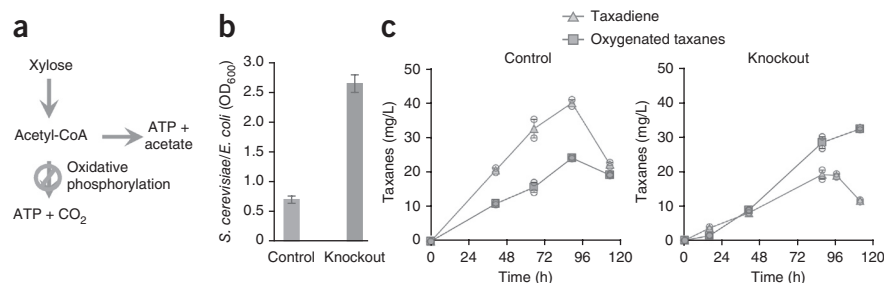 a
Xylose
Acetyl-CoA
ATP +
acetate
Oxidative
phosphorylation
ATP + CO2
b
S. cerevisiae/E. coli (OD600)
3.0
2.5
2.0
1.5
1.0
0.5
0
Control Knockout
c
Taxadiene
Oxygenated taxanes
Control
Taxanes (mg/L)
50
40
30
20
10
0
0 24 48 72 96 120
Time (h)
Knockout
Taxanes (mg/L)
50
40
30
20
10
0
0 24 48 72 96 120
Time (h)